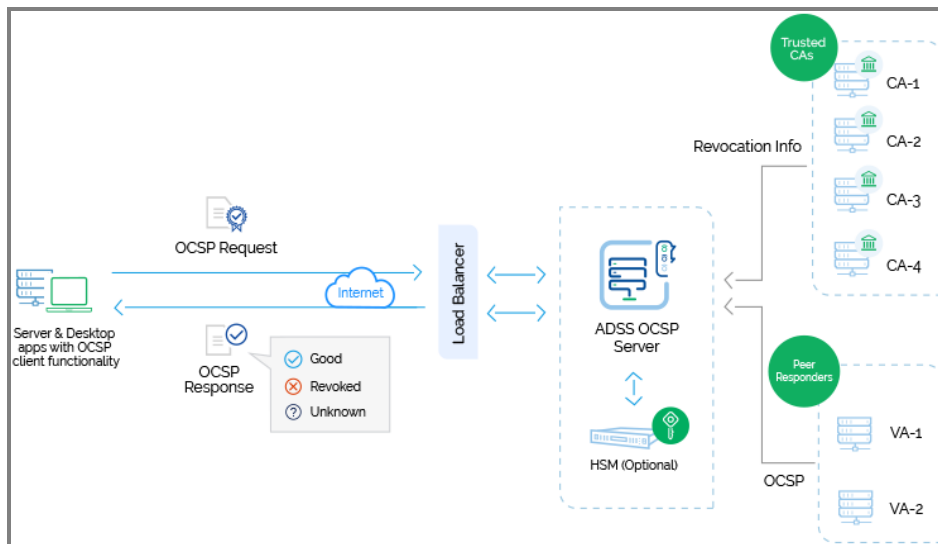 Trusted
CAs
CA-1
Revocation Info
CA-2
CA-3
CA-4
OCSP Request
Internet
Load Balancer
Server & Desktop
apps with OCSP
client functionality
OCSP
Response
Good
Revoked
Unknown
ADSS OCSP
Server
HSM (Optional)
Peer
Responders
VA-1
OCSP
VA-2